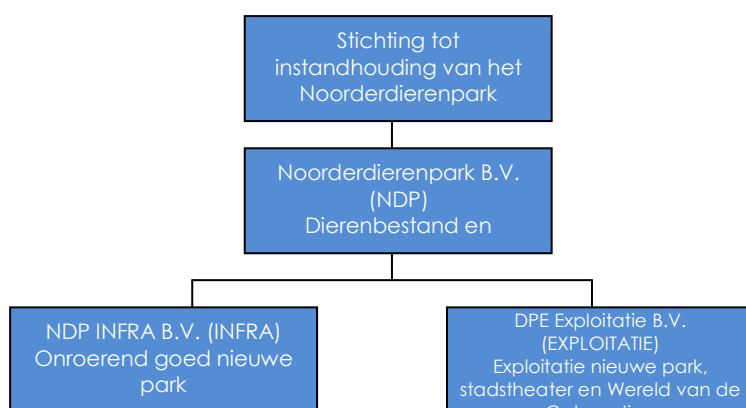 Stichting tot
instandhouding van het
Noorderdierenpark
Noorderdierenpark B.V.
(NDP)
Dierenbestand en
NDP INFRA B.V. (INFRA)
Onroerend goed nieuwe
park
DPE Exploitatie B.V.
(EXPLOITATIE)
Exploitatie nieuwe park,
stadstheater en Wereld van de